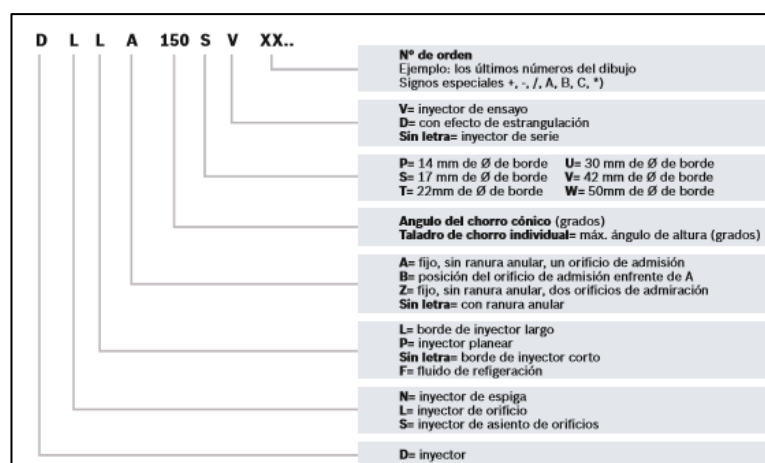 D L L A 150 S V XX..
Nº de orden
Ejemplo: los últimos números del dibujo
Signos especiales +, -, /, A, B, C, *)
V= inyector de ensayo
D= con efecto de estrangulación
Sin letra= inyector de serie
P= 14 mm de Ø de borde U= 30 mm de Ø de borde
S= 17 mm de Ø de borde V= 42 mm de Ø de borde
T= 22mm de Ø de borde W= 50mm de Ø de borde
Angulo del chorro cónico (grados)
Taladro de chorro individual= máx. ángulo de altura (grados)
A= fijo, sin ranura anular, un orificio de admisión
B= posición del orificio de admisión enfrente de A
Z= fijo, sin ranura anular, dos orificios de admiración
Sin letra= con ranura anular
L= borde de inyector largo
P= inyector planear
Sin letra= borde de inyector corto
F= fluido de refigeración
N= inyector de espiga
L= inyector de orificio
S= inyector de asiento de orificios
D= inyector